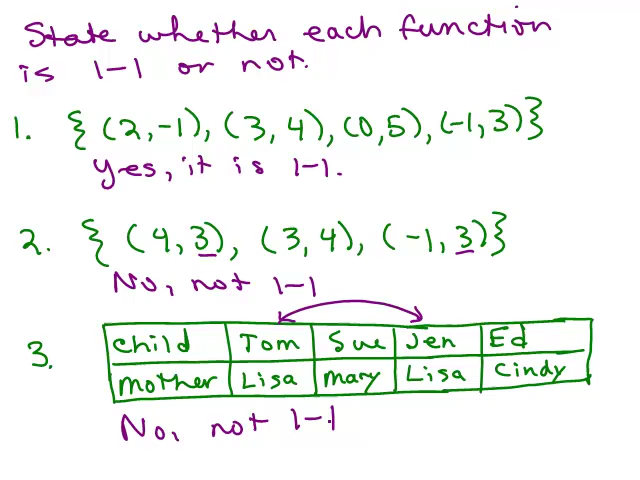 State whether each function
is 1-1 or not.
1. { (2,-1), (3, 4), (0,5), (-1, 3)}
Yes, it is 1-1.
2. { (4, 3), (3, 4), (-1, 3)}
No, not 1-1
3.
Child Tom Sue Jen Ed
Mother Lisa Mary Lisa Cindy
No, not 1-1